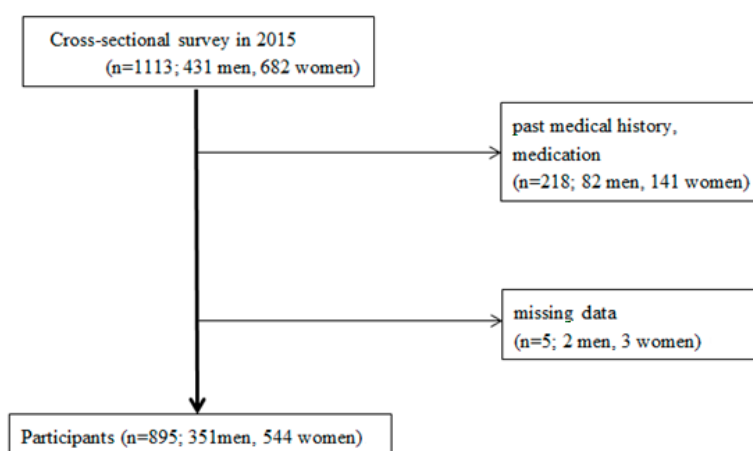 Cross-sectional survey in 2015
(n=1113; 431 men, 682 women)
past medical history,
medication
(n=218; 82 men, 141 women)
missing data
(n=5; 2 men, 3 women)
Participants (n=895; 351men, 544 women)